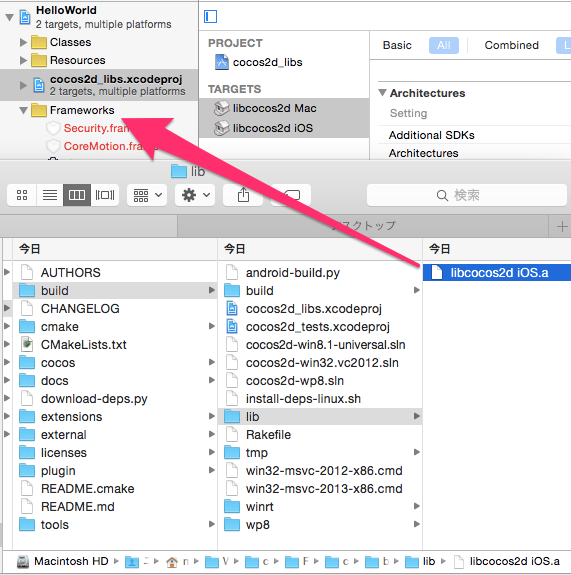 HelloWorld
2 targets, multiple platforms
Classes
Resources
cocos2d_libs.xcodeproj
2 targets, multiple platforms
Frameworks
Security.fram
CoreMotion.fram
PROJECT
cocos2d_libs
TARGETS
libcocos2d Mac
libcocos2d iOS
Basic All Combined
Architectures
Setting
Additional SDKs
Architectures
lib
検索
スクトップ
今日
AUTHORS
build
CHANGELOG
cmake
CMakeLists.txt
cocos
docs
download-deps.py
extensions
external
licenses
plugin
README.cmake
README.md
tools
今日
android-build.py
build
cocos2d_libs.xcodeproj
cocos2d_tests.xcodeproj
cocos2d-win8.1-universal.sln
cocos2d-win32.vc2012.sln
cocos2d-wp8.sln
install-deps-linux.sh
lib
Rakefile
tmp
win32-msvc-2012-x86.cmd
win32-msvc-2013-x86.cmd
winrt
wp8
今日
libcocos2d iOS.a
Macintosh HD n W c F c b lib libcocos2d iOS.a